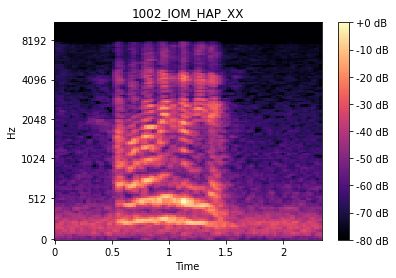 1002_IOM_HAP_XX
Hz
8192
4096
2048
1024
512
0
0
0.5
1
1.5
2
Time
+0 dB
-10 dB
-20 dB
-30 dB
-40 dB
-50 dB
-60 dB
-70 dB
-80 dB